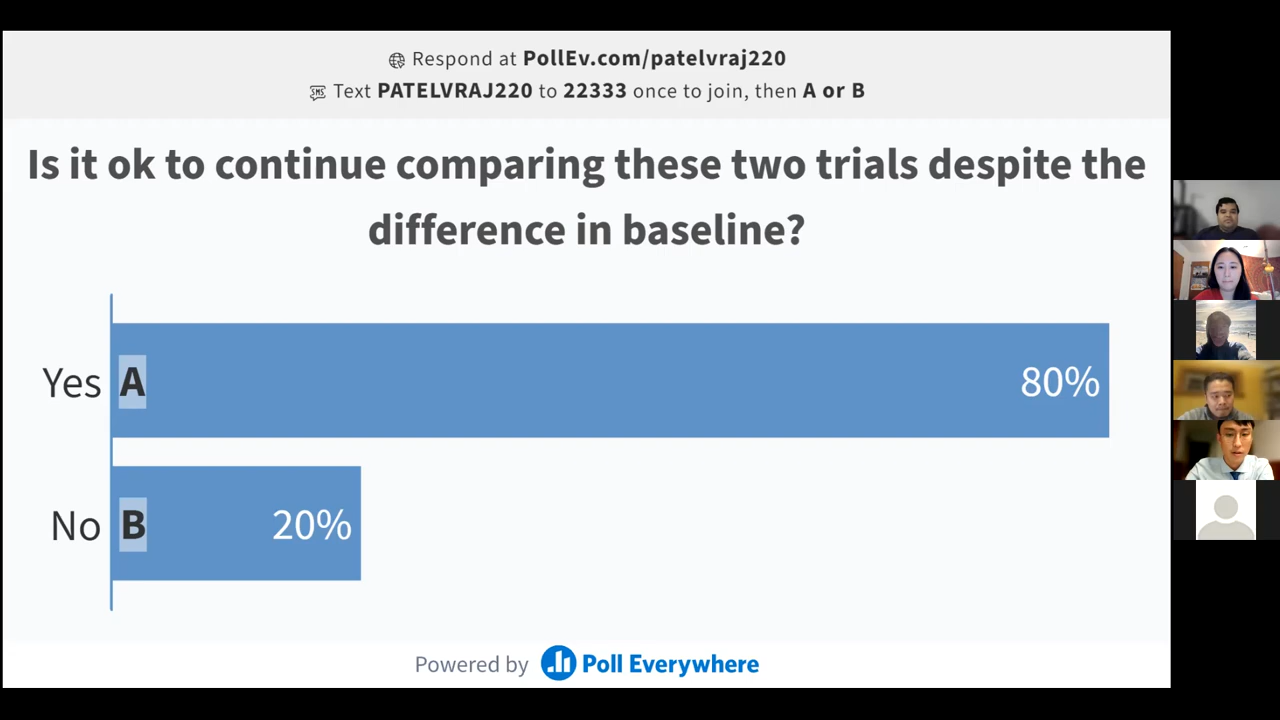 Respond at PollEv.com/patelvraj220
Text PATELVRAJ220 to 22333 once to join, then A or B
Is it ok to continue comparing these two trials despite the
difference in baseline?
Yes A 80%
No B 20%
Powered by Poll Everywhere